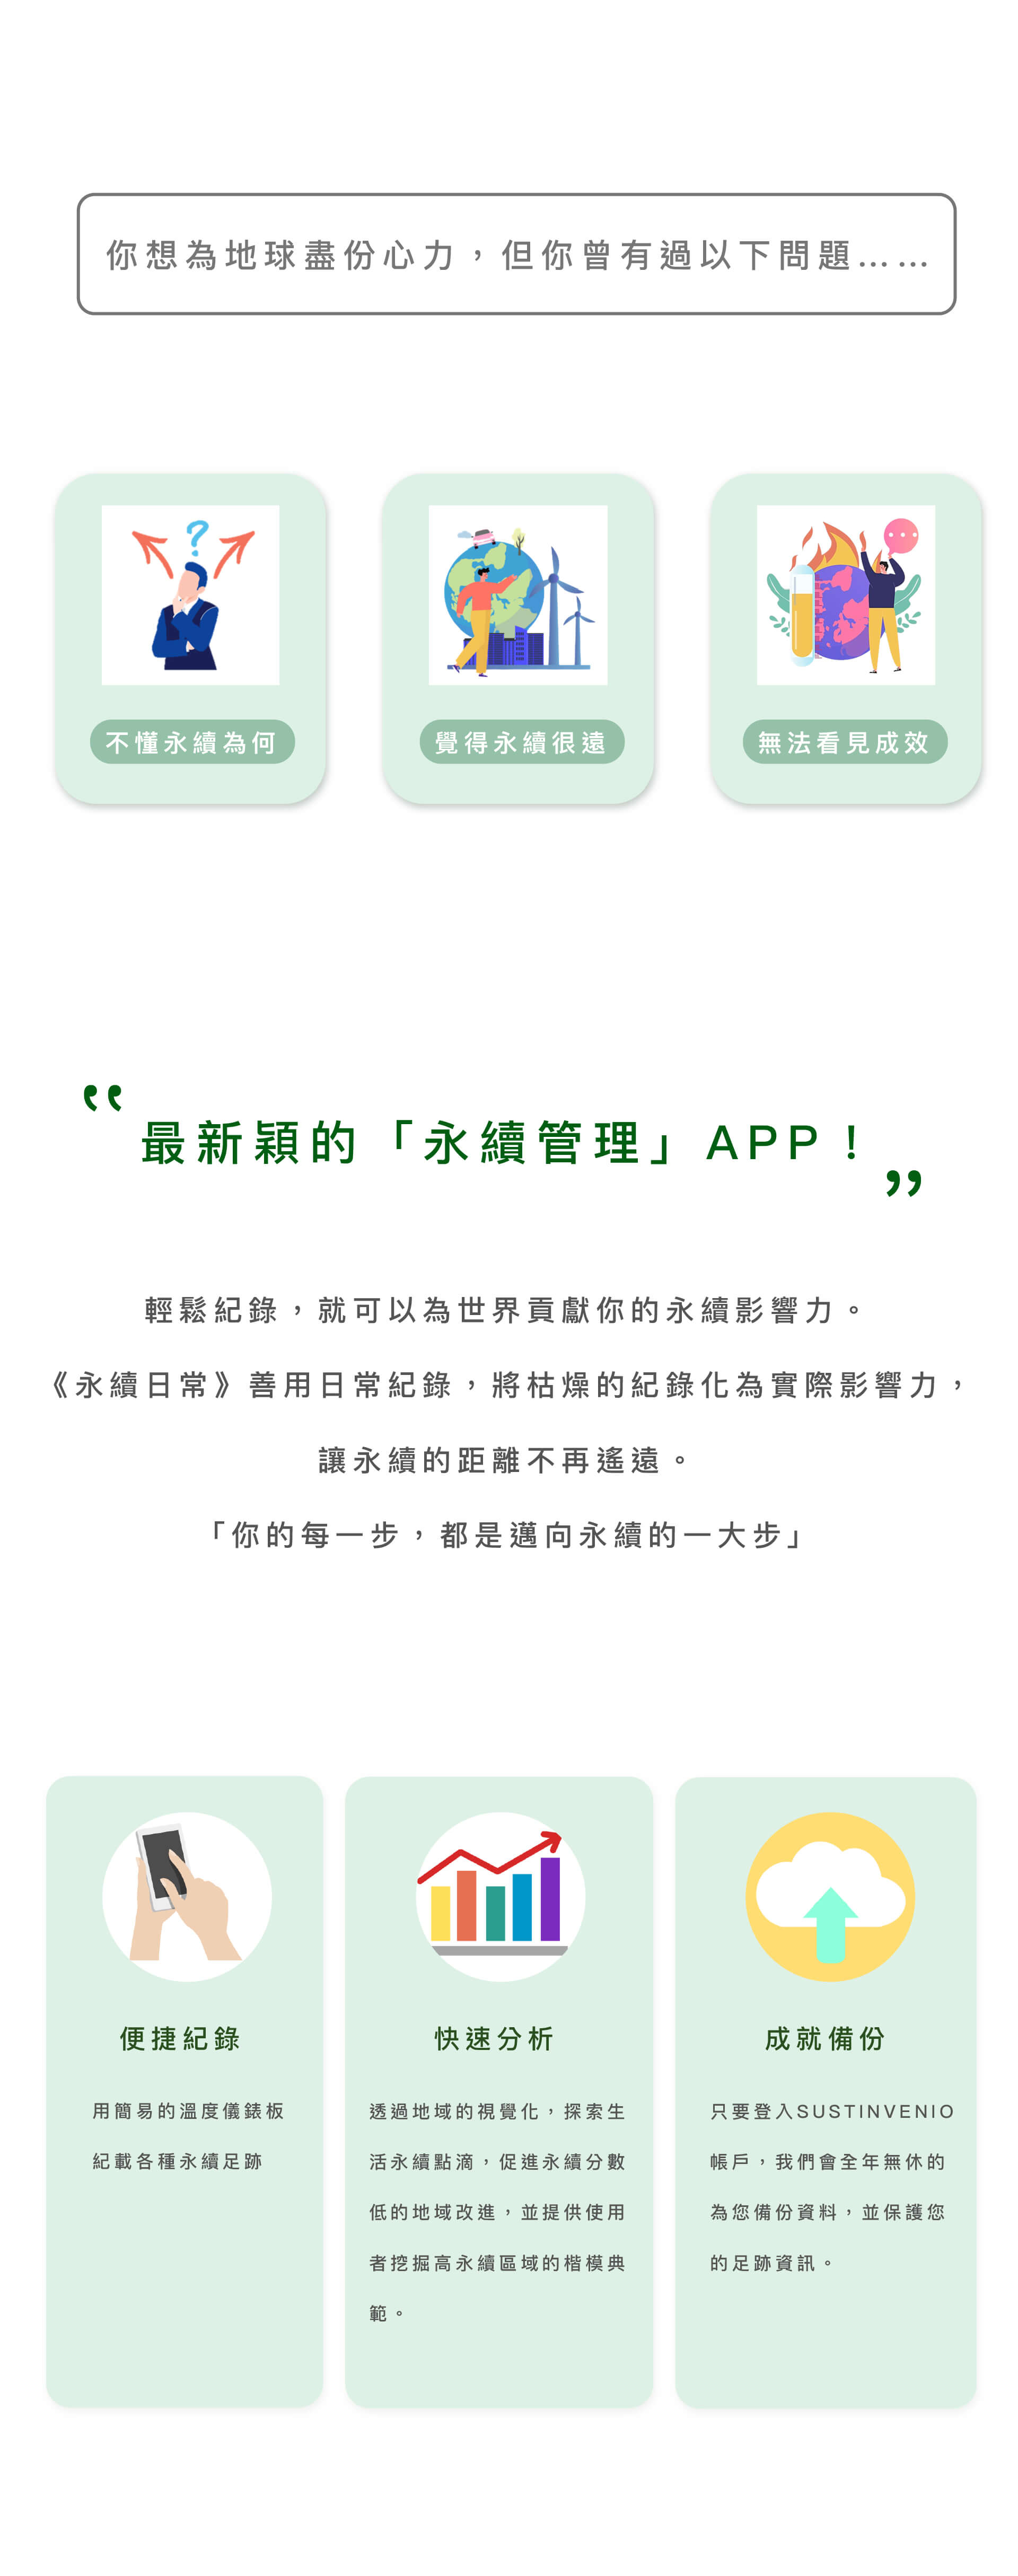 你想為地球盡份心力，但你曾有過以下問題……
?
不懂永續為何
覺得永續很遠
無法看見成效
“
最新穎的「永續管理」APP！
”
輕鬆紀錄，就可以為世界貢獻你的永續影響力。
《永續日常》善用日常紀錄，將枯燥的紀錄化為實際影響力，
讓永續的距離不再遙遠。
「你的每一步，都是邁向永續的一大步」
便捷紀錄
用簡易的溫度儀錶板
紀載各種永續足跡
快速分析
透過地域的視覺化，探索生
活永續點滴，促進永續分數
低的地域改進，並提供使用
者挖掘高永續區域的楷模典
範。
成就備份
只要登入SUSTINVENIO
帳戶，我們會全年無休的
為您備份資料，並保護您
的足跡資訊。